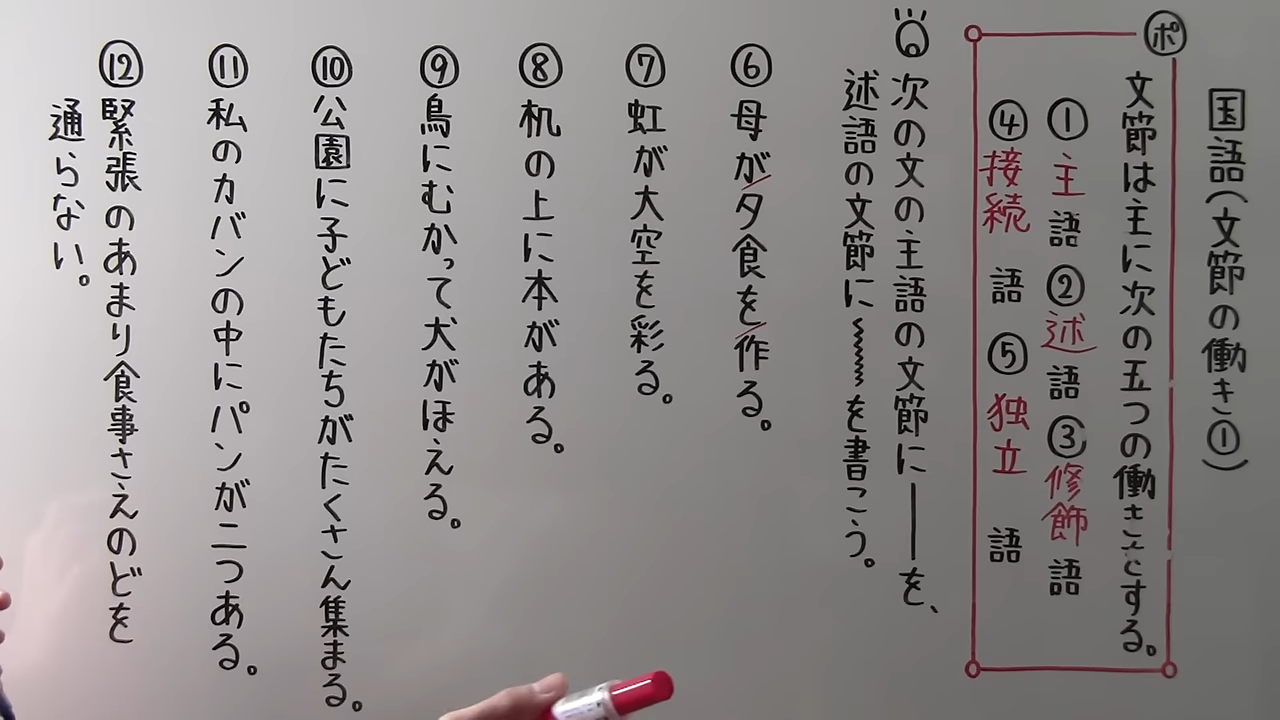 国語(文節の働き①)
ポ
文節は主に次の五つの働きをする。
①主語 ②述語 ③修飾語
④接続語 ⑤独立語
次の文の主語の文節に――を、
述語の文節に〰〰を書こう。
⑥母が夕食を作る。
⑦虹が大空を彩る。
⑧机の上に本がある。
⑨鳥にむかって犬がほえる。
⑩公園に子どもたちがたくさん集まる。
⑪私のカバンの中にパンが二つある。
⑫緊張のあまり食事さえのどを
通らない。